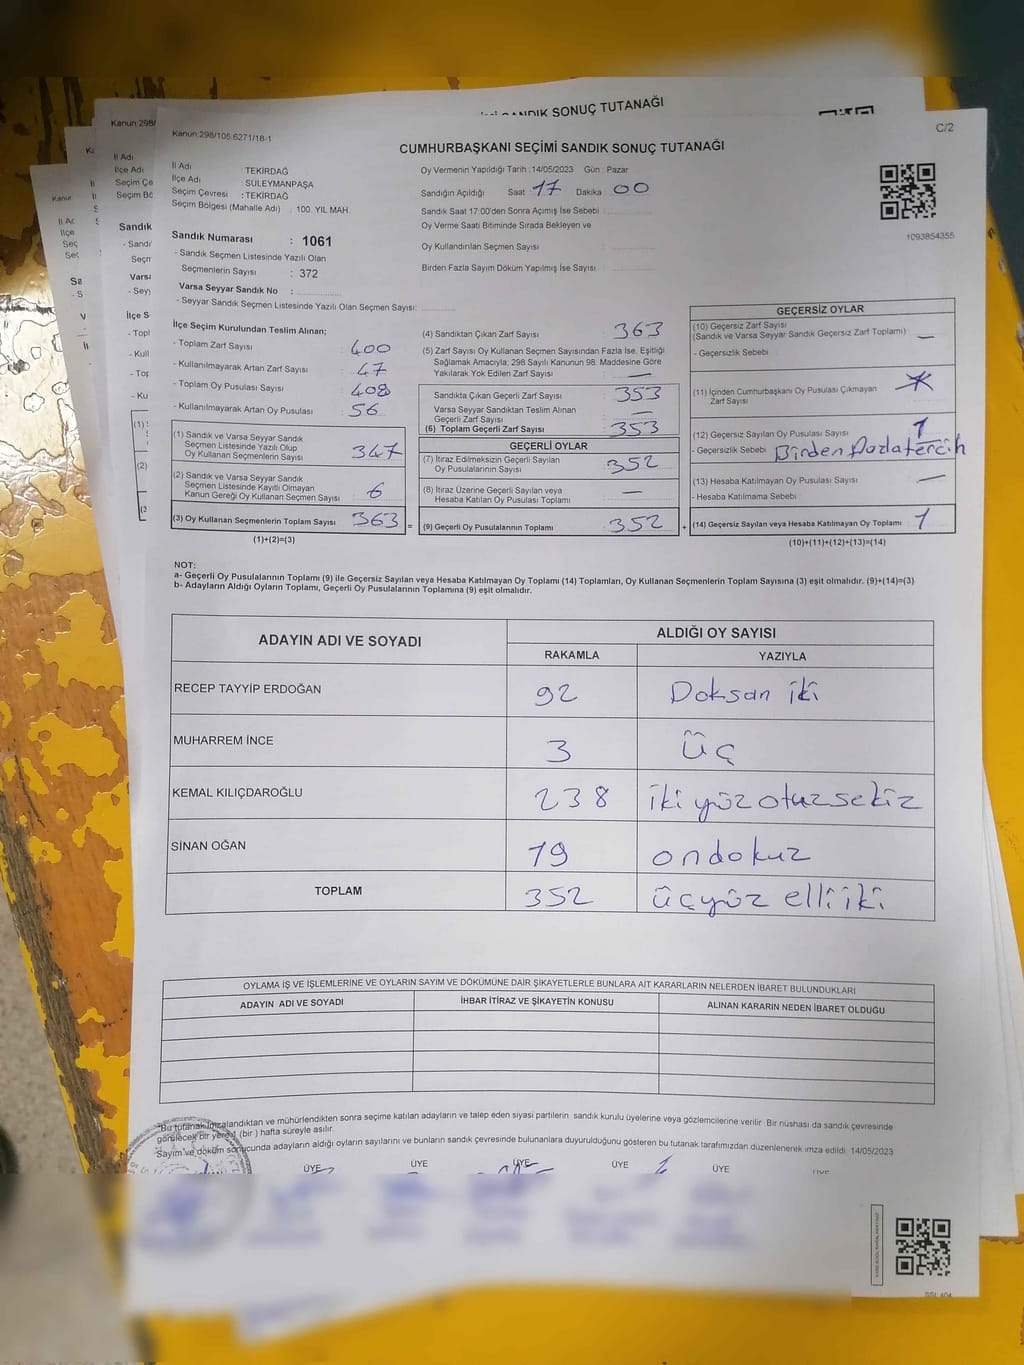 SANDIK SONUÇ TUTANAĞI
Kanun:298/
Kanun:298/106,6271/18-1
C/2
CUMHURBAŞKANI SEÇİMİ SANDIK SONUÇ TUTANAĞI
İl Adı TEKİRDAĞ
İlçe Adı SÜLEYMANPAŞA
Seçim Çevresi : TEKİRDAĞ
Seçim Bölgesi (Mahalle Adı) : 100. YIL MAH.
Oy Vermenin Yapıldığı Tarih : 14/05/2023 Gün : Pazar
Sandığın Açıldığı Saat : 17 Dakika : 00
Sandık Saat 17:00'den Sonra Açımış İse Sebebi :
Oy Verme Saati Bitiminde Sırada Bekleyen ve
Oy Kullandırılan Seçmen Sayısı :
Birden Fazla Sayım Döküm Yapılmış İse Sayısı :
1093854355
Sandık Numarası : 1061
- Sandık Seçmen Listesinde Yazılı Olan
Seçmenlerin Sayısı : 372
Varsa Seyyar Sandık No :
- Seyyar Sandık Seçmen Listesinde Yazılı Olan Seçmen Sayısı:
İlçe Seçim Kurulundan Teslim Alınan;
- Toplam Zarf Sayısı : 400
- Kullanılmayarak Artan Zarf Sayısı : 47
- Toplam Oy Pusulası Sayısı : 408
- Kullanılmayarak Artan Oy Pusulası : 56
(1) Sandık ve Varsa Seyyar Sandık
Seçmen Listesinde Yazılı Olup
Oy Kullanan Seçmenlerin Sayısı : 347
(2) Sandık ve Varsa Seyyar Sandık
Seçmen Listesinde Kayıtlı Olmayan
Kanun Gereği Oy Kullanan Seçmen Sayısı : 6
(3) Oy Kullanan Seçmenlerin Toplam Sayısı : 363 =
(1)+(2)=(3)
(4) Sandıktan Çıkan Zarf Sayısı : 363
(5) Zarf Sayısı Oy Kullanan Seçmen Sayısından Fazla İse, Eşitliği
Sağlamak Amacıyla; 298 Sayılı Kanunun 98. Maddesine Göre
Yakılarak Yok Edilen Zarf Sayısı : —
Sandıkta Çıkan Geçerli Zarf Sayısı : 353
Varsa Seyyar Sandıktan Teslim Alınan
Geçerli Zarf Sayısı : —
(6) Toplam Geçerli Zarf Sayısı : 353
GEÇERLİ OYLAR
(7) İtiraz Edilmeksizin Geçerli Sayılan
Oy Pusulalarının Sayısı : 352
(8) İtiraz Üzerine Geçerli Sayılan veya
Hesaba Katılan Oy Pusulası Toplamı : —
(9) Geçerli Oy Pusulalarının Toplamı : 352 +
GEÇERSİZ OYLAR
(10) Geçersiz Zarf Sayısı
(Sandık ve Varsa Seyyar Sandık Geçersiz Zarf Toplamı) : —
- Geçersizlik Sebebi :
(11) İçinden Cumhurbaşkanı Oy Pusulası Çıkmayan
Zarf Sayısı
(12) Geçersiz Sayılan Oy Pusulası Sayısı : 1
- Geçersizlik Sebebi : Birden Fazla tercih
(13) Hesaba Katılmayan Oy Pusulası Sayısı : —
- Hesaba Katılmama Sebebi :
(14) Geçersiz Sayılan veya Hesaba Katılmayan Oy Toplamı : 1
(10)+(11)+(12)+(13)=(14)
NOT:
a- Geçerli Oy Pusulalarının Toplamı (9) ile Geçersiz Sayılan veya Hesaba Katılmayan Oy Toplamı (14) Toplamları, Oy Kullanan Seçmenlerin Toplam Sayısına (3) eşit olmalıdır. (9)+(14)=(3)
b- Adayların Aldığı Oyların Toplamı, Geçerli Oy Pusulalarının Toplamına (9) eşit olmalıdır.
ADAYIN ADI VE SOYADI ALDIĞI OY SAYISI
RAKAMLA YAZIYLA
RECEP TAYYİP ERDOĞAN 92 Doksan iki
MUHARREM İNCE 3 üç
KEMAL KILIÇDAROĞLU 238 iki yüz otuz sekiz
SİNAN OĞAN 19 ondokuz
TOPLAM 352 üçyüz elli iki
OYLAMA İŞ VE İŞLEMLERİNE VE OYLARIN SAYIM VE DÖKÜMÜNE DAİR ŞİKAYETLERLE BUNLARA AİT KARARLARIN NELERDEN İBARET BULUNDUKLARI
ADAYIN ADI VE SOYADI İHBAR İTİRAZ VE ŞİKAYETİN KONUSU ALINAN KARARIN NEDEN İBARET OLDUĞU
Bu tutanak imzalandıktan ve mühürlendikten sonra seçime katılan adayların ve talep eden siyasi partilerin sandık kurulu üyelerine veya gözlemcilerine verilir. Bir nüshası da sandık çevresinde
görülecek bir yere 1 (bir ) hafta süreyle asılır.
Sayım ve döküm sonucunda adayların aldığı oyların sayılarını ve bunların sandık çevresinde bulunanlara duyurulduğunu gösteren bu tutanak tarafımızdan düzenlenerek imza edildi. 14/05/2023
ÜYE ÜYE ÜYE ÜYE ÜYE ÜYE